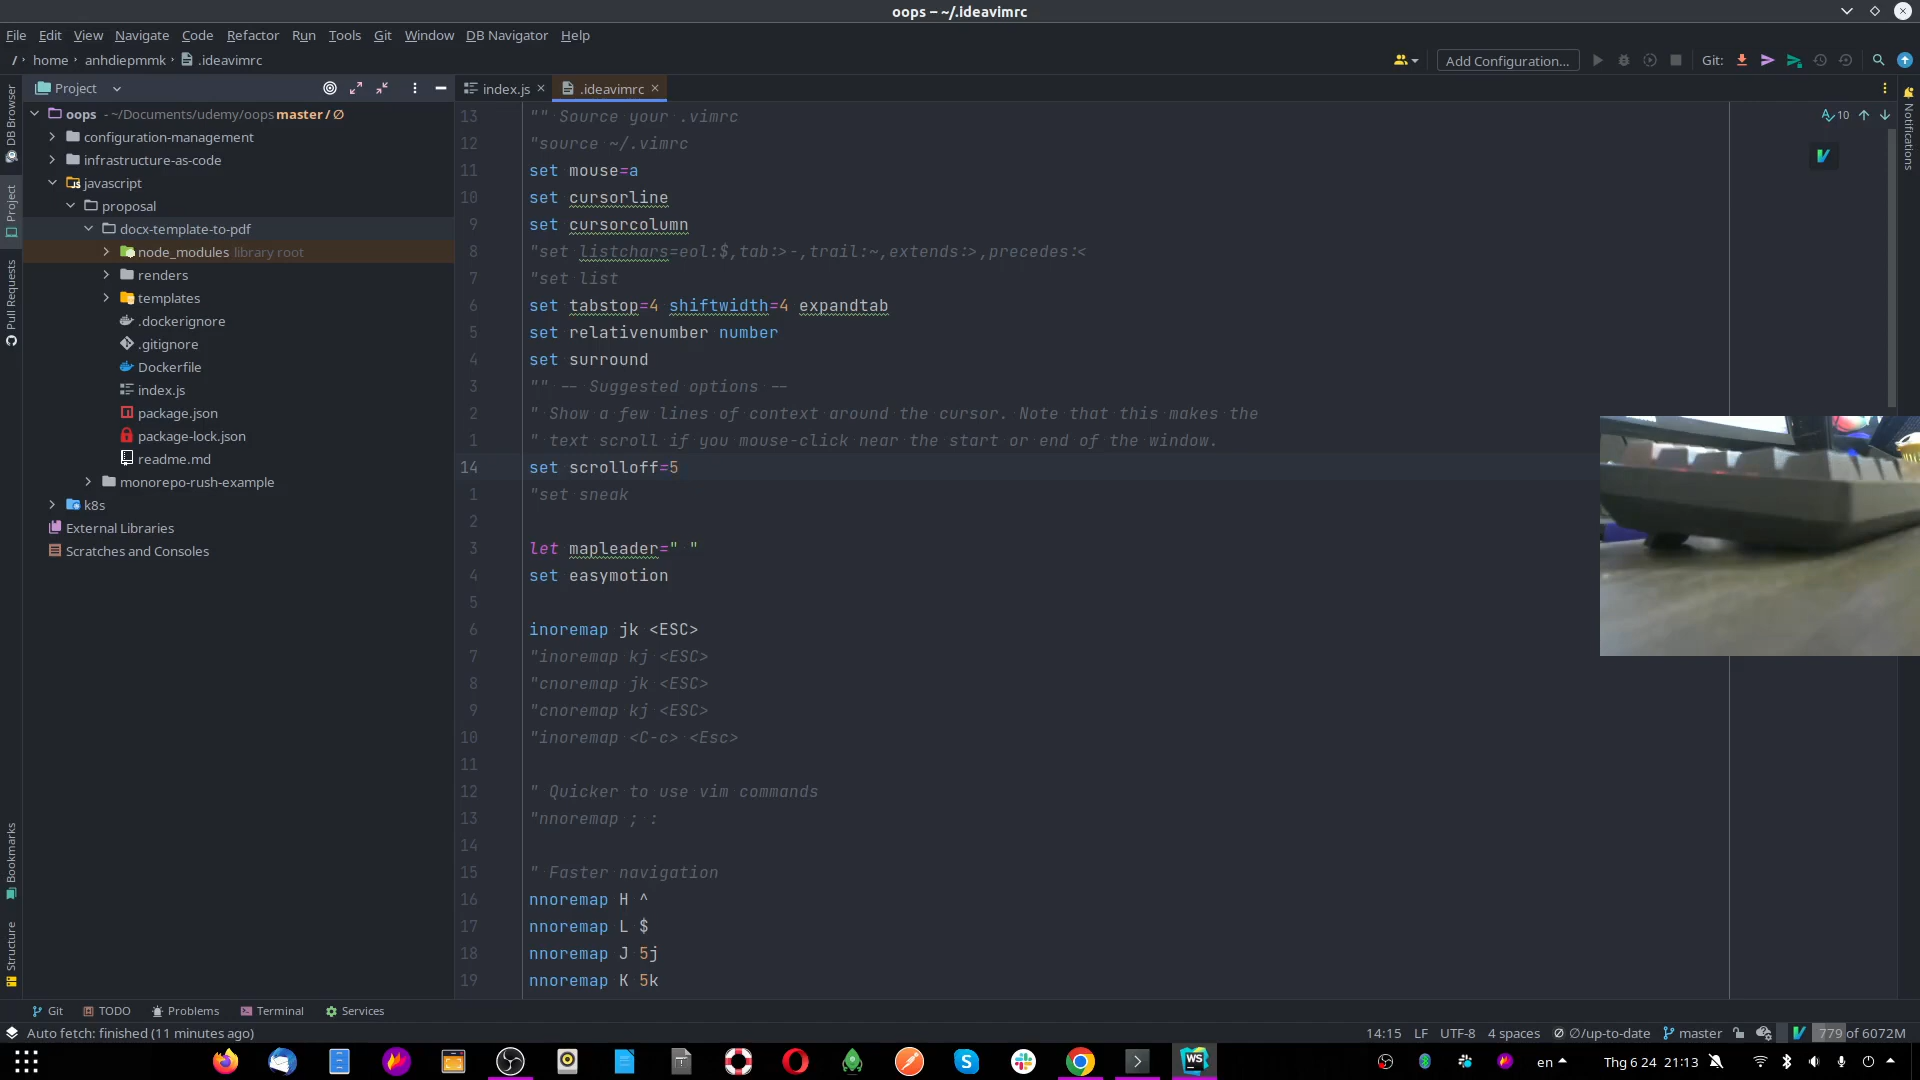 oops – ~/.ideavimrc
File Edit View Navigate Code Refactor Run Tools Git Window DB Navigator Help
/ › home › anhdiepmmk › .ideavimrc
Add Configuration...
Git:
Project
index.js
.ideavimrc
DB Browser
Project
Pull Requests
Bookmarks
Structure
Notifications
oops - ~/Documents/udemy/oops master / ∅
configuration-management
infrastructure-as-code
javascript
proposal
docx-template-to-pdf
node_modules library root
renders
templates
.dockerignore
.gitignore
Dockerfile
index.js
package.json
package-lock.json
readme.md
monorepo-rush-example
k8s
External Libraries
Scratches and Consoles
10
13 "" Source your .vimrc
12 "source ~/.vimrc
11 set mouse=a
10 set cursorline
9 set cursorcolumn
8 "set listchars=eol:$,tab:>-,trail:~,extends:>,precedes:<
7 "set list
6 set tabstop=4 shiftwidth=4 expandtab
5 set relativenumber number
4 set surround
3 "" -- Suggested options --
2 " Show a few lines of context around the cursor. Note that this makes the
1 " text scroll if you mouse-click near the start or end of the window.
14 set scrolloff=5
1 "set sneak
2
3 let mapleader=" "
4 set easymotion
5
6 inoremap jk <ESC>
7 "inoremap kj <ESC>
8 "cnoremap jk <ESC>
9 "cnoremap kj <ESC>
10 "inoremap <C-c> <Esc>
11
12 " Quicker to use vim commands
13 "nnoremap ; :
14
15 " Faster navigation
16 nnoremap H ^
17 nnoremap L $
18 nnoremap J 5j
19 nnoremap K 5k
Git TODO Problems Terminal Services
Auto fetch: finished (11 minutes ago)
14:15 LF UTF-8 4 spaces ∅/up-to-date master 779 of 6072M
WS
en
Thg 6 24 21:13